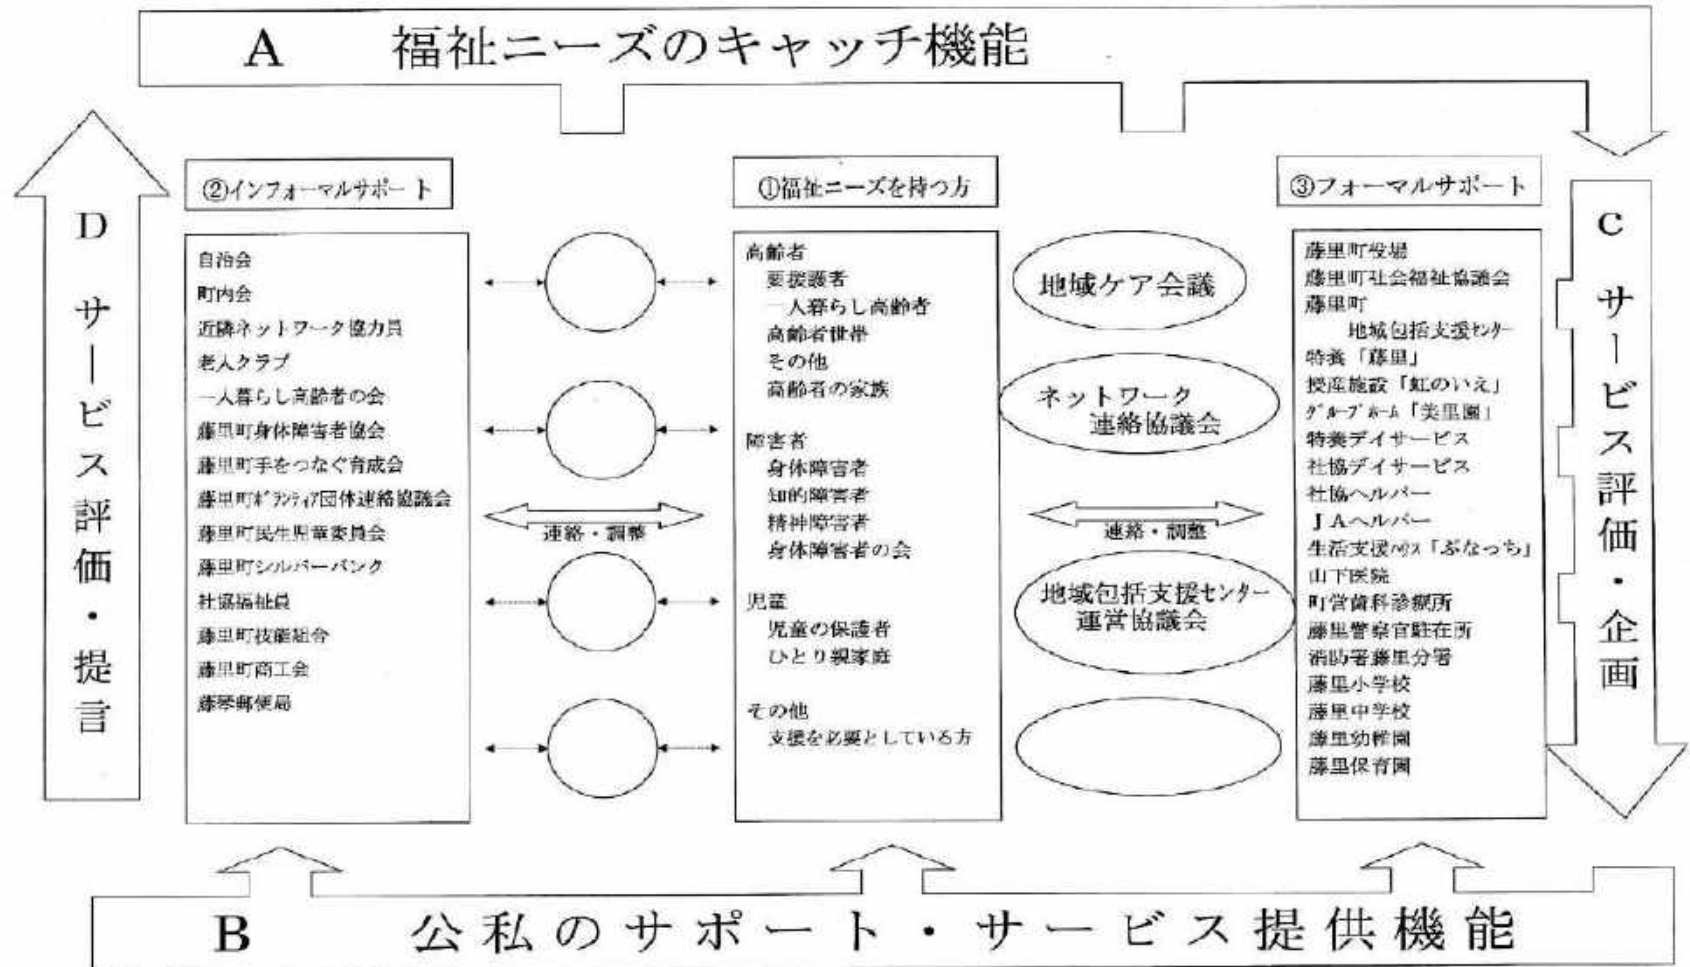 A 福祉ニーズのキャッチ機能
D サービス評価・提言
②インフォーマルサポート
自治会
町内会
近隣ネットワーク協力員
老人クラブ
一人暮らし高齢者の会
藤里町身体障害者協会
藤里町手をつなぐ育成会
藤里町ボランティア団体連絡協議会
藤里町民生児童委員会
藤里町シルバーバンク
社協福祉員
藤里町技能組合
藤里町商工会
藤琴郵便局
連絡・調整
①福祉ニーズを持つ方
高齢者
要援護者
一人暮らし高齢者
高齢者世帯
その他
高齢者の家族
障害者
身体障害者
知的障害者
精神障害者
身体障害者の会
児童
児童の保護者
ひとり親家庭
その他
支援を必要としている方
地域ケア会議
ネットワーク
連絡協議会
連絡・調整
地域包括支援センター
運営協議会
③フォーマルサポート
藤里町役場
藤里町社会福祉協議会
藤里町
地域包括支援センター
特養「藤里」
授産施設「虹のいえ」
グループホーム「美里園」
特養デイサービス
社協デイサービス
社協ヘルパー
JAヘルパー
生活支援ハウス「ぶなっち」
山下医院
町営歯科診療所
藤里警察官駐在所
消防署藤里分署
藤里小学校
藤里中学校
藤里幼稚園
藤里保育園
C サービス評価・企画
B 公私のサポート・サービス提供機能